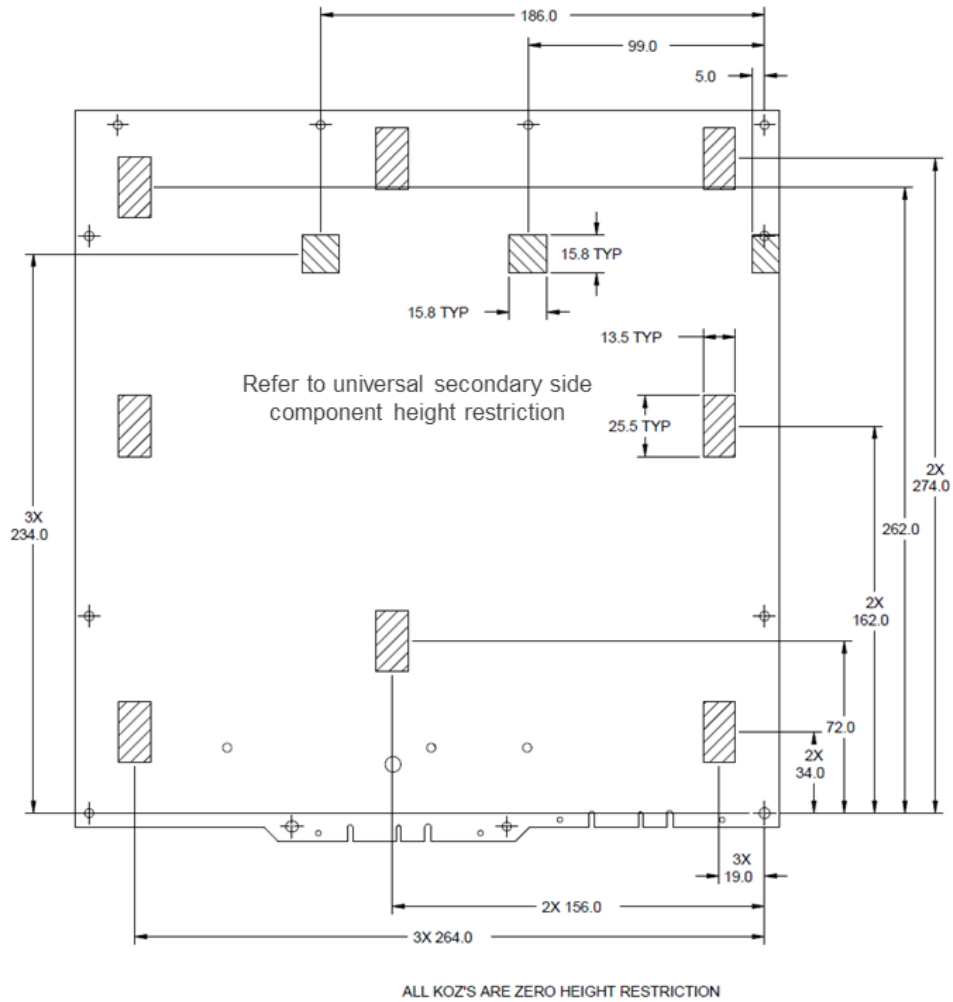 186.0
99.0
5.0
15.8 TYP
15.8 TYP
13.5 TYP
Refer to universal secondary side
component height restriction
25.5 TYP
2X
274.0
3X
234.0
262.0
2X
162.0
72.0
2X
34.0
3X
19.0
2X 156.0
3X 264.0
ALL KOZ'S ARE ZERO HEIGHT RESTRICTION